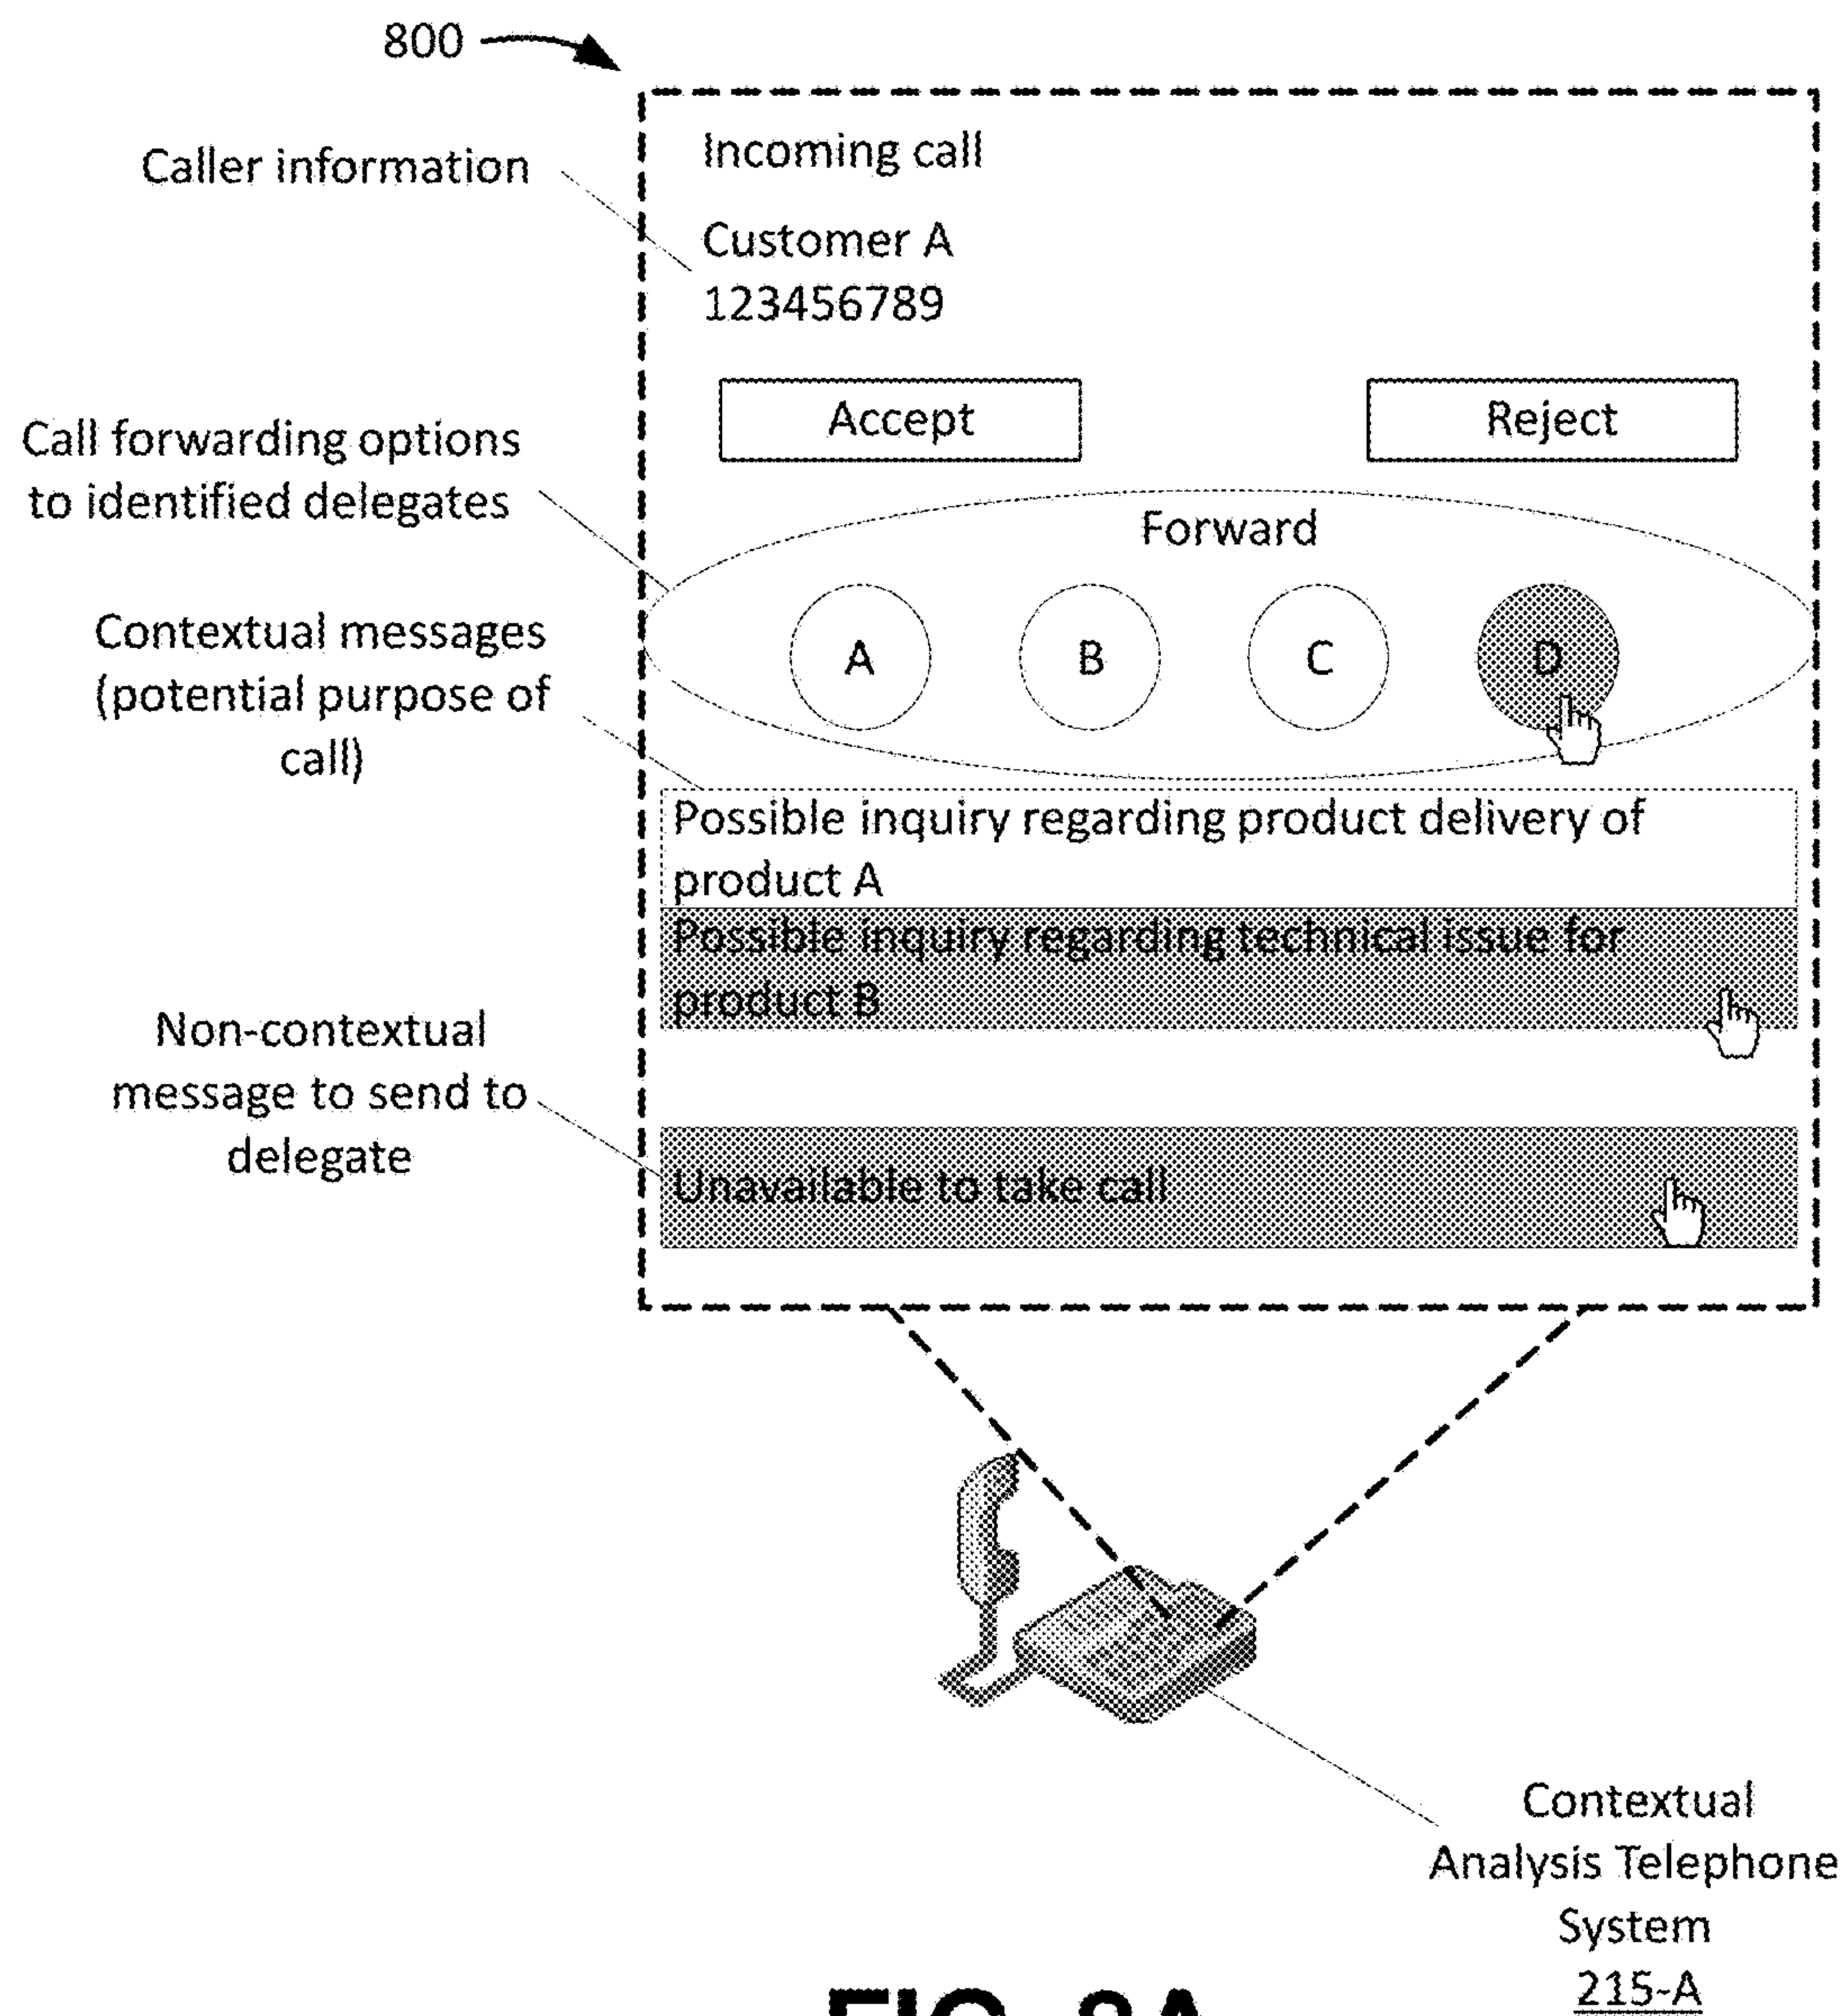 800
Caller information
Incoming call
Customer A
123456789
Accept
Reject
Call forwarding options
to identified delegates
Forward
A
B
C
D
Contextual messages
(potential purpose of
call)
Possible inquiry regarding product delivery of
product A
Possible inquiry regarding technical issue for
product B
Non-contextual
message to send to
delegate
Unavailable to take call
Contextual
Analysis Telephone
System
215-A
FIG. 8A